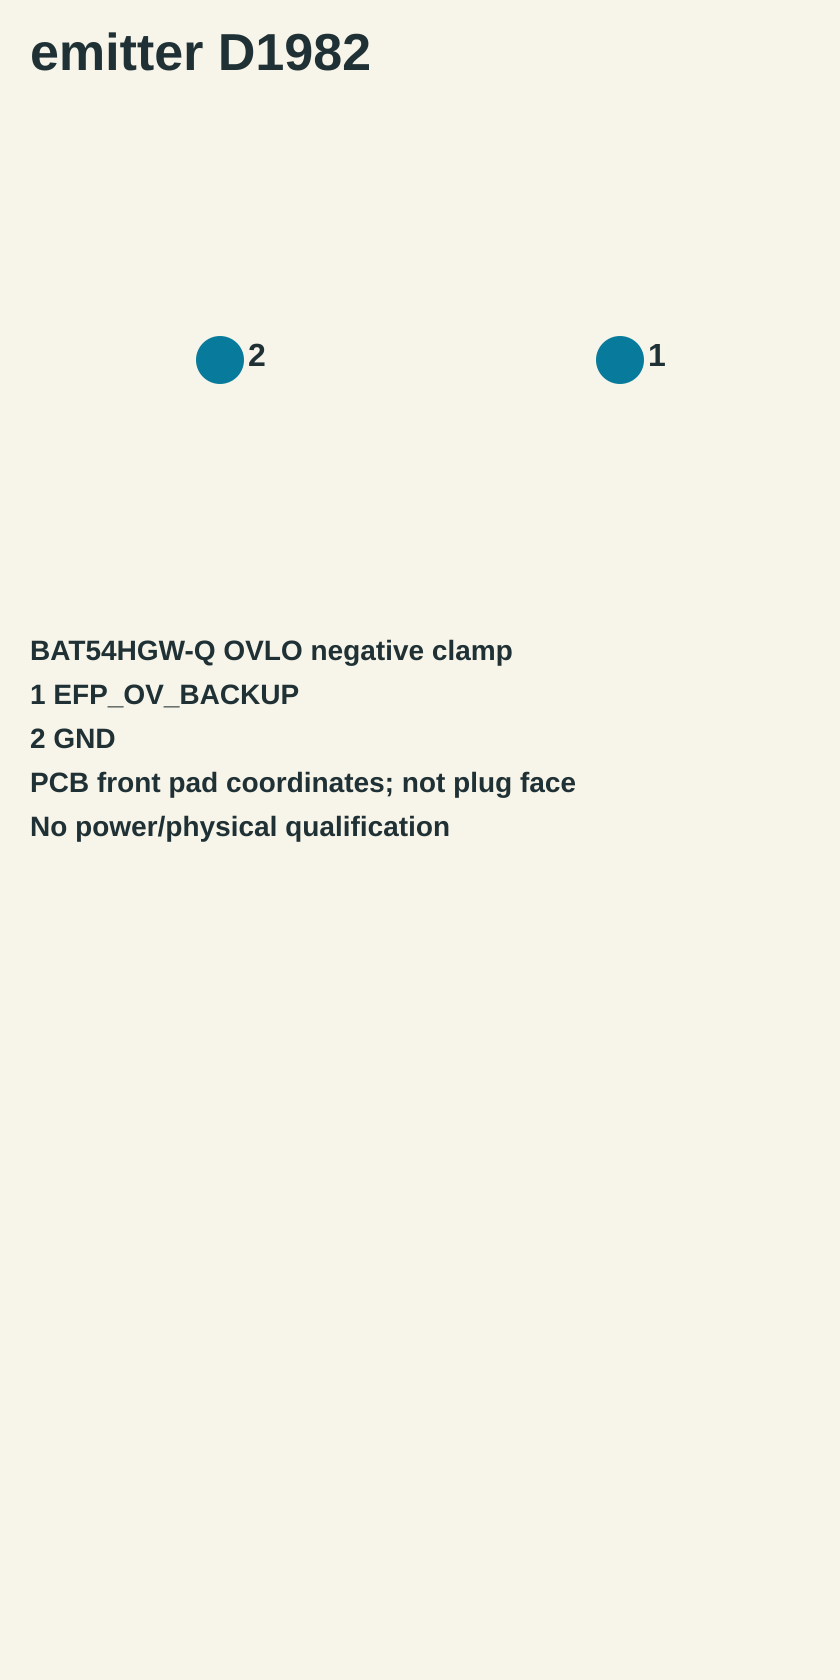 emitter D1982
2
1
BAT54HGW-Q OVLO negative clamp
1 EFP_OV_BACKUP
2 GND
PCB front pad coordinates; not plug face
No power/physical qualification